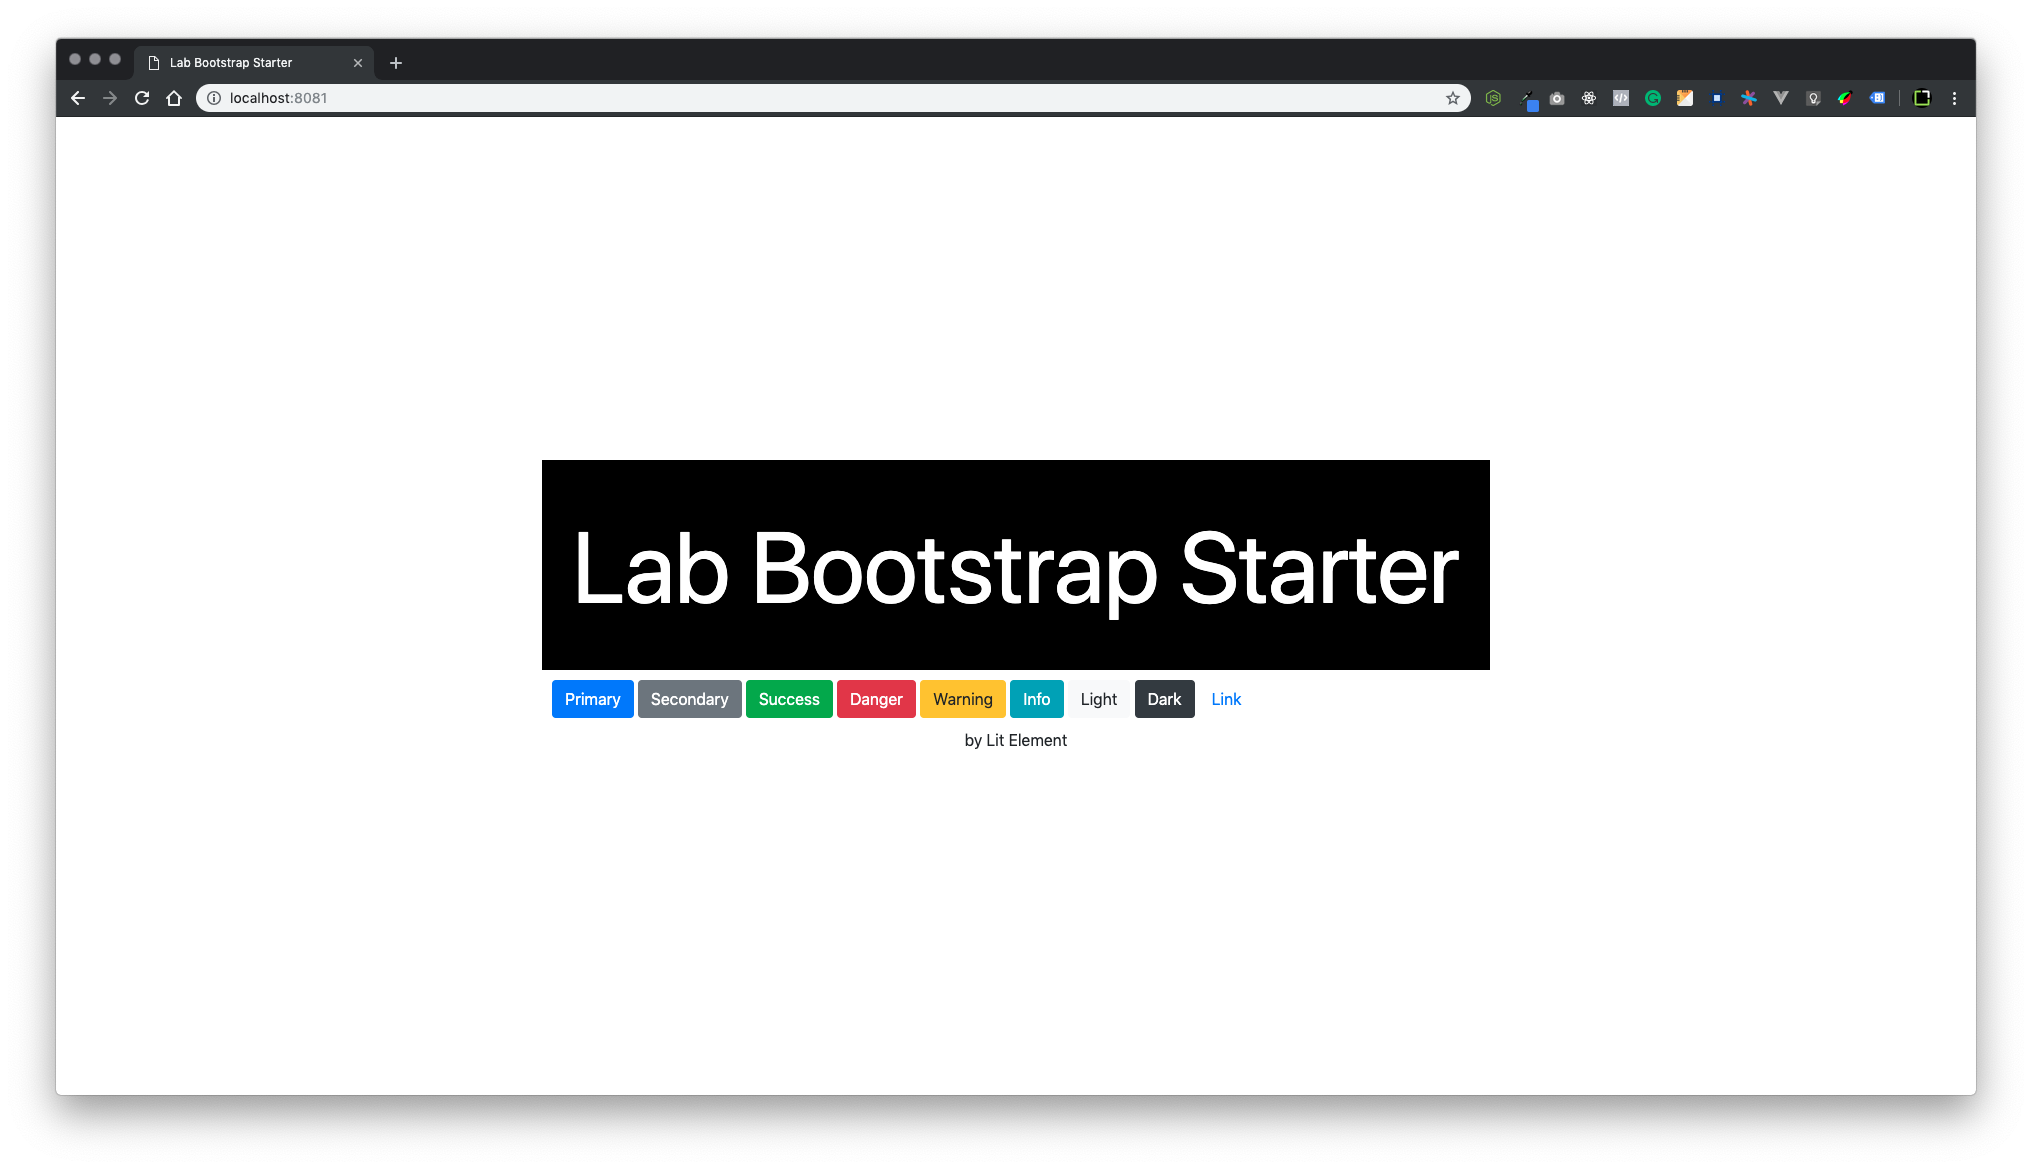 Lab Bootstrap Starter
localhost:8081
Lab Bootstrap Starter
Primary Secondary Success Danger Warning Info Light Dark Link
by Lit Element